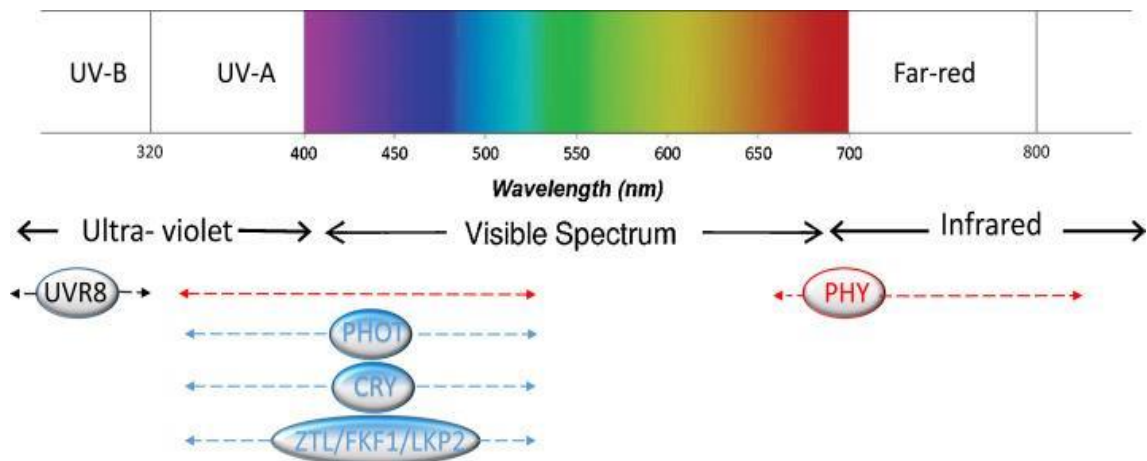 UV-B UV-A Far-red
320 400 450 500 550 600 650 700 800
Wavelength (nm)
Ultra- violet Visible Spectrum Infrared
UVR8 PHY
PHOT
CRY
ZTL/FKF1/LKP2